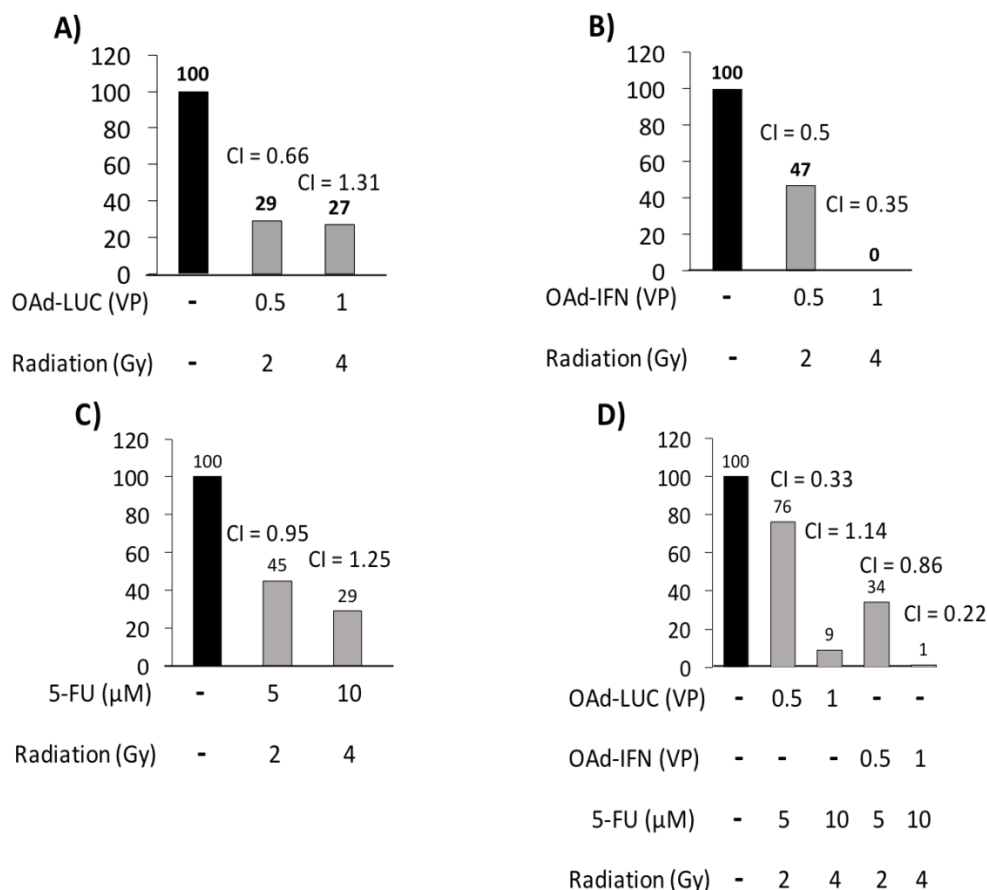 A)
120
100
80
60
40
20
0
100
CI = 0.66
29
CI = 1.31
27
OAd-LUC (VP) - 0.5 1
Radiation (Gy) - 2 4
B)
120
100
80
60
40
20
0
100
CI = 0.5
47
CI = 0.35
0
OAd-IFN (VP) - 0.5 1
Radiation (Gy) - 2 4
C)
120
100
80
60
40
20
0
100
CI = 0.95
45
CI = 1.25
29
5-FU (µM) - 5 10
Radiation (Gy) - 2 4
D)
120
100
80
60
40
20
0
100
CI = 0.33
76
CI = 1.14
9
CI = 0.86
34
CI = 0.22
1
OAd-LUC (VP) - 0.5 1 - -
OAd-IFN (VP) - - - 0.5 1
5-FU (µM) - 5 10 5 10
Radiation (Gy) - 2 4 2 4